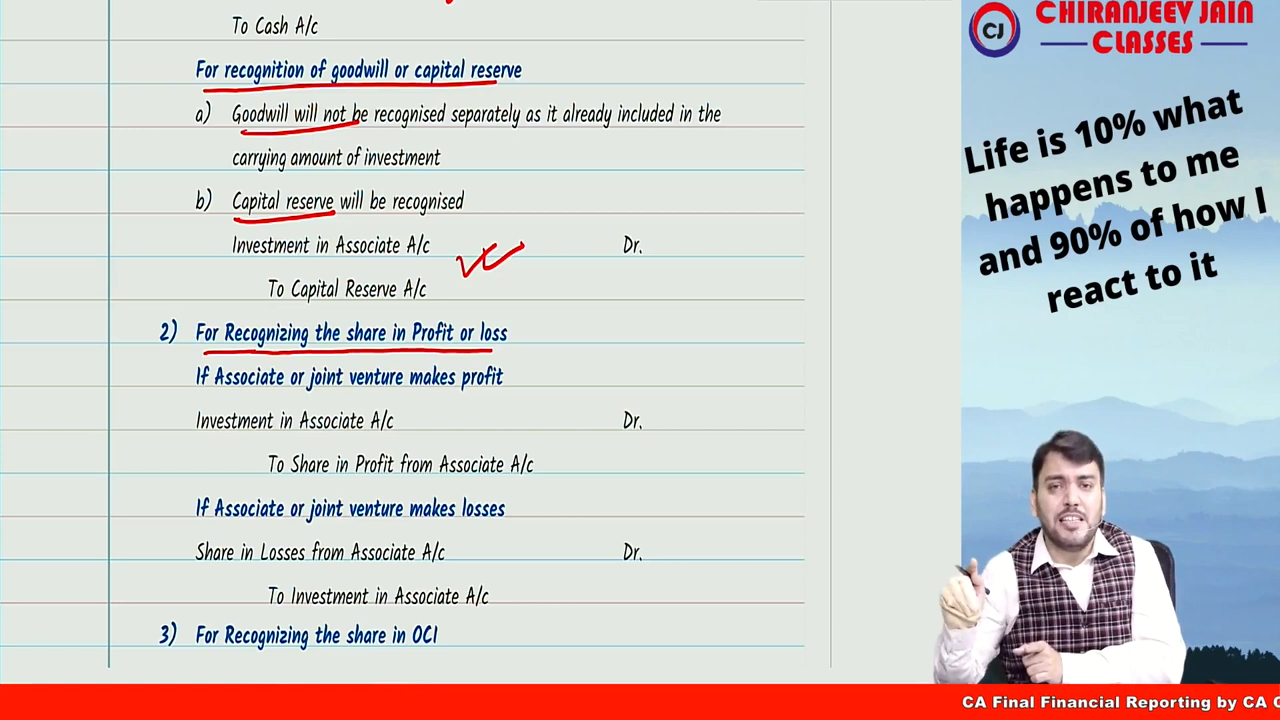 To Cash A/c
For recognition of goodwill or capital reserve
a) Goodwill will not be recognised separately as it already included in the
carrying amount of investment
b) Capital reserve will be recognised
Investment in Associate A/c Dr.
To Capital Reserve A/c
2) For Recognizing the share in Profit or loss
If Associate or joint venture makes profit
Investment in Associate A/c Dr.
To Share in Profit from Associate A/c
If Associate or joint venture makes losses
Share in Losses from Associate A/c Dr.
To Investment in Associate A/c
3) For Recognizing the share in OCI
CJ
CHIRANJEEV JAIN
CLASSES
Life is 10% what
happens to me
and 90% of how I
react to it
CA Final Financial Reporting by CA